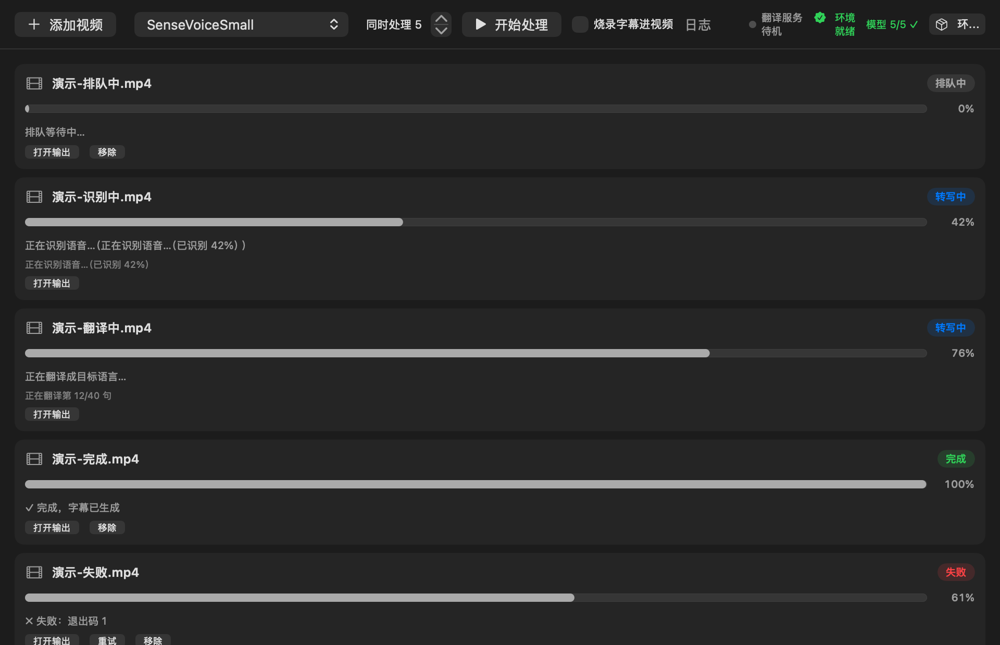 添加视频
SenseVoiceSmall
同时处理 5
开始处理
烧录字幕进视频
日志
翻译服务
待机
环境
就绪
模型 5/5 ✓
环...
演示-排队中.mp4
排队中
0%
排队等待中...
打开输出
移除
演示-识别中.mp4
转写中
42%
正在识别语音...(正在识别语音...(已识别 42%) )
正在识别语音...(已识别 42%)
打开输出
演示-翻译中.mp4
转写中
76%
正在翻译成目标语言...
正在翻译第 12/40 句
打开输出
演示-完成.mp4
完成
100%
✓ 完成，字幕已生成
打开输出
移除
演示-失败.mp4
失败
61%
✕ 失败：退出码 1
打开输出
重试
移除